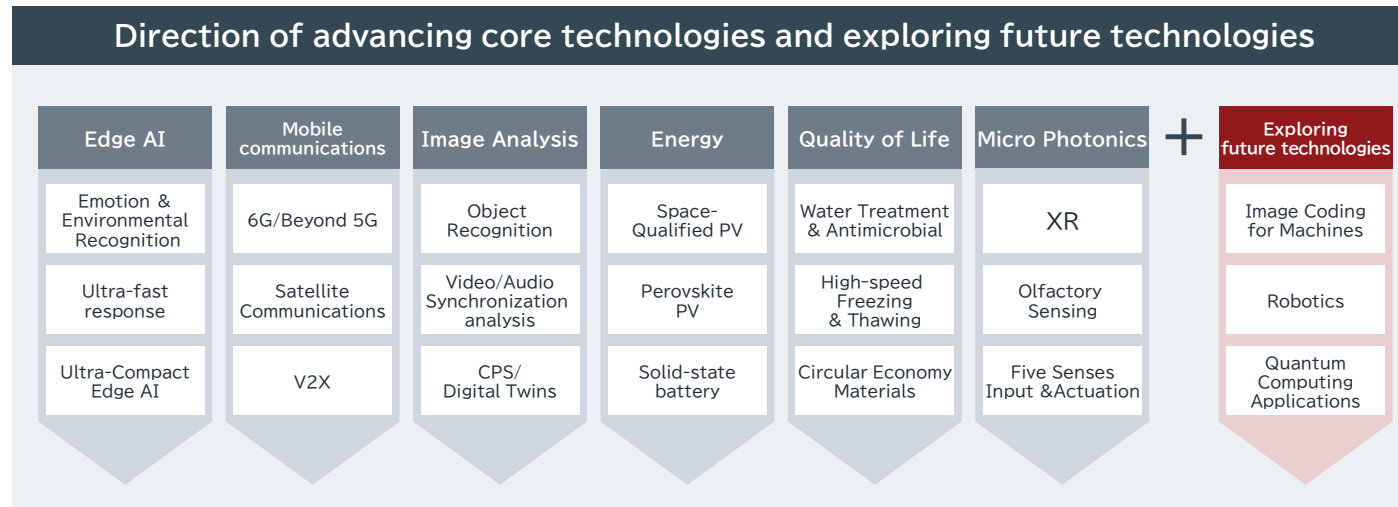 Direction of advancing core technologies and exploring future technologies
Edge AI
Emotion &
Environmental
Recognition
Ultra-fast
response
Ultra-Compact
Edge AI
Mobile
communications
6G/Beyond 5G
Satellite
Communications
V2X
Image Analysis
Object
Recognition
Video/Audio
Synchronization
analysis
CPS/
Digital Twins
Energy
Space-
Qualified PV
Perovskite
PV
Solid-state
battery
Quality of Life
Water Treatment
& Antimicrobial
High-speed
Freezing
& Thawing
Circular Economy
Materials
Micro Photonics
XR
Olfactory
Sensing
Five Senses
Input &Actuation
+
Exploring
future technologies
Image Coding
for Machines
Robotics
Quantum
Computing
Applications